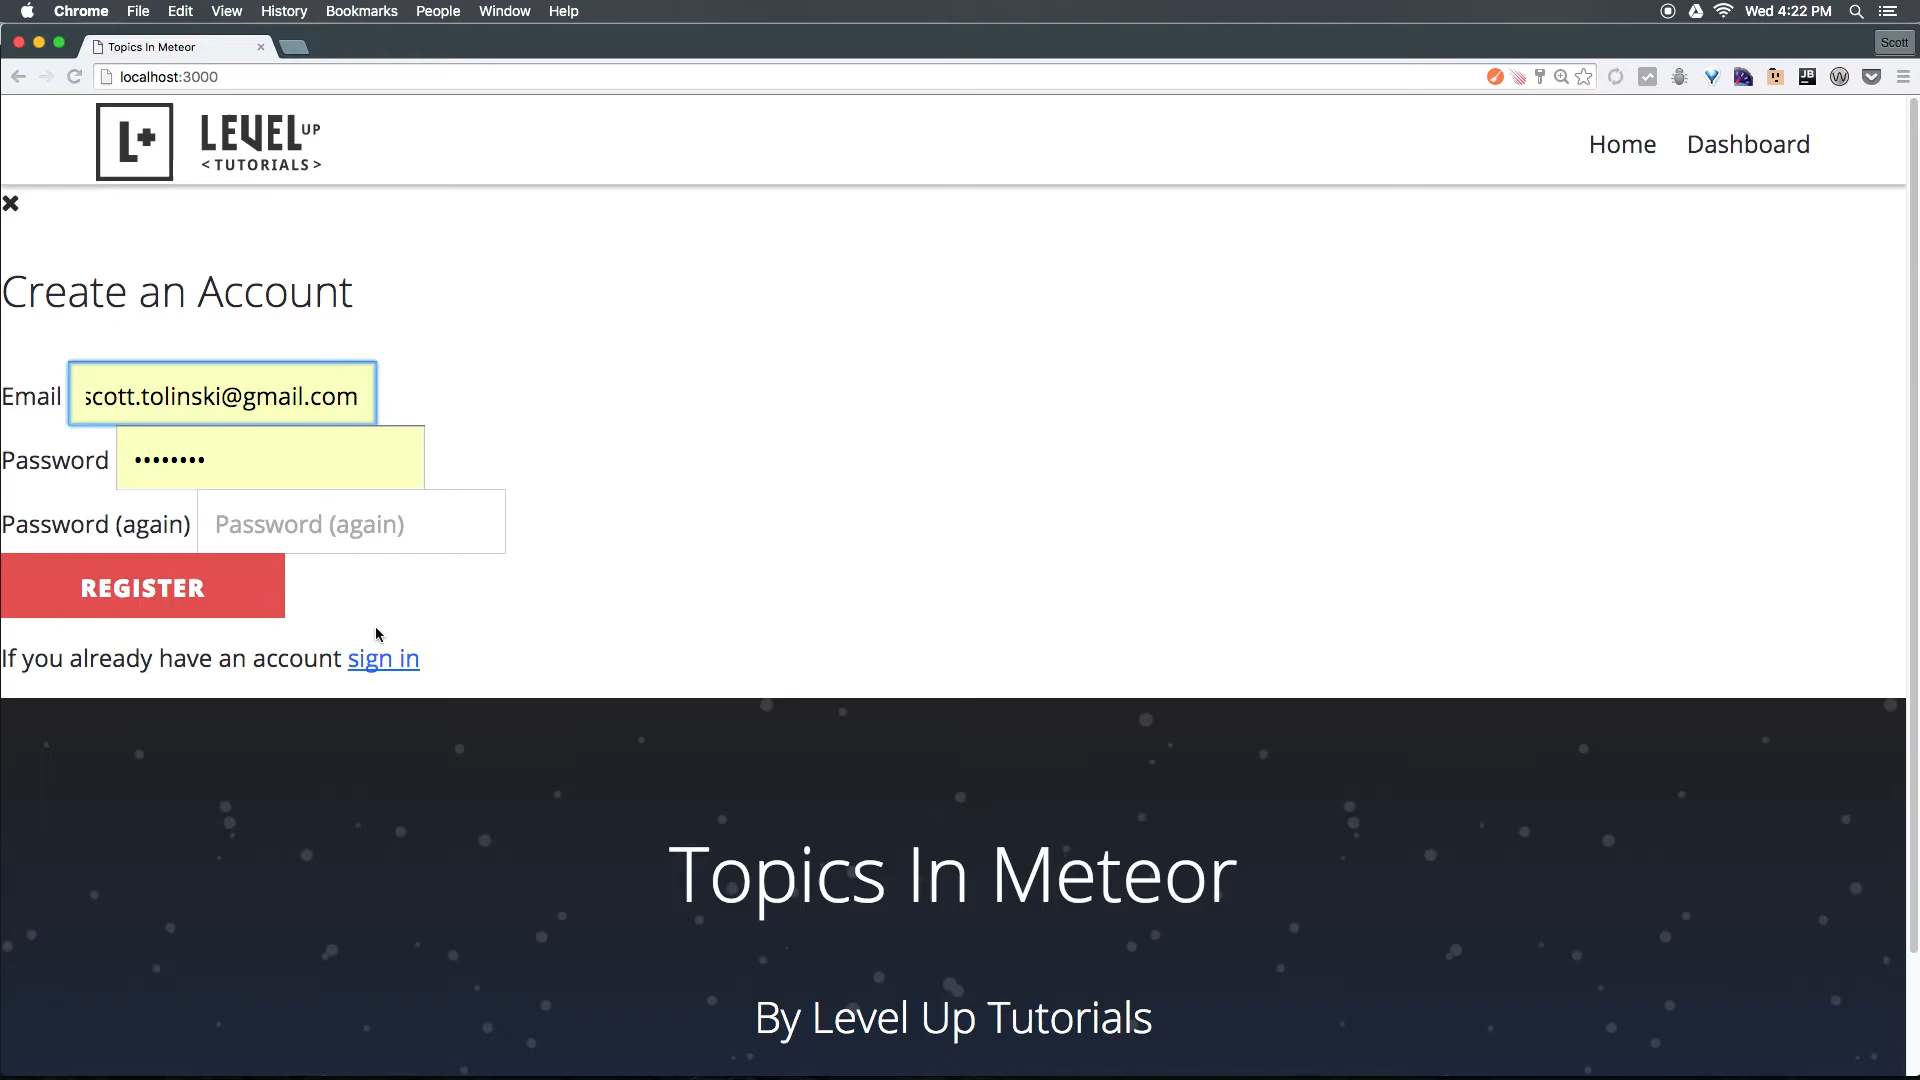 Chrome File Edit View History Bookmarks People Window Help Wed 4:22 PM
Topics In Meteor Scott
localhost:3000 JB W
L+ LEVEL UP
<TUTORIALS>
Home Dashboard
Create an Account
Email scott.tolinski@gmail.com
Password ••••••••
Password (again) Password (again)
REGISTER
If you already have an account sign in
Topics In Meteor
By Level Up Tutorials